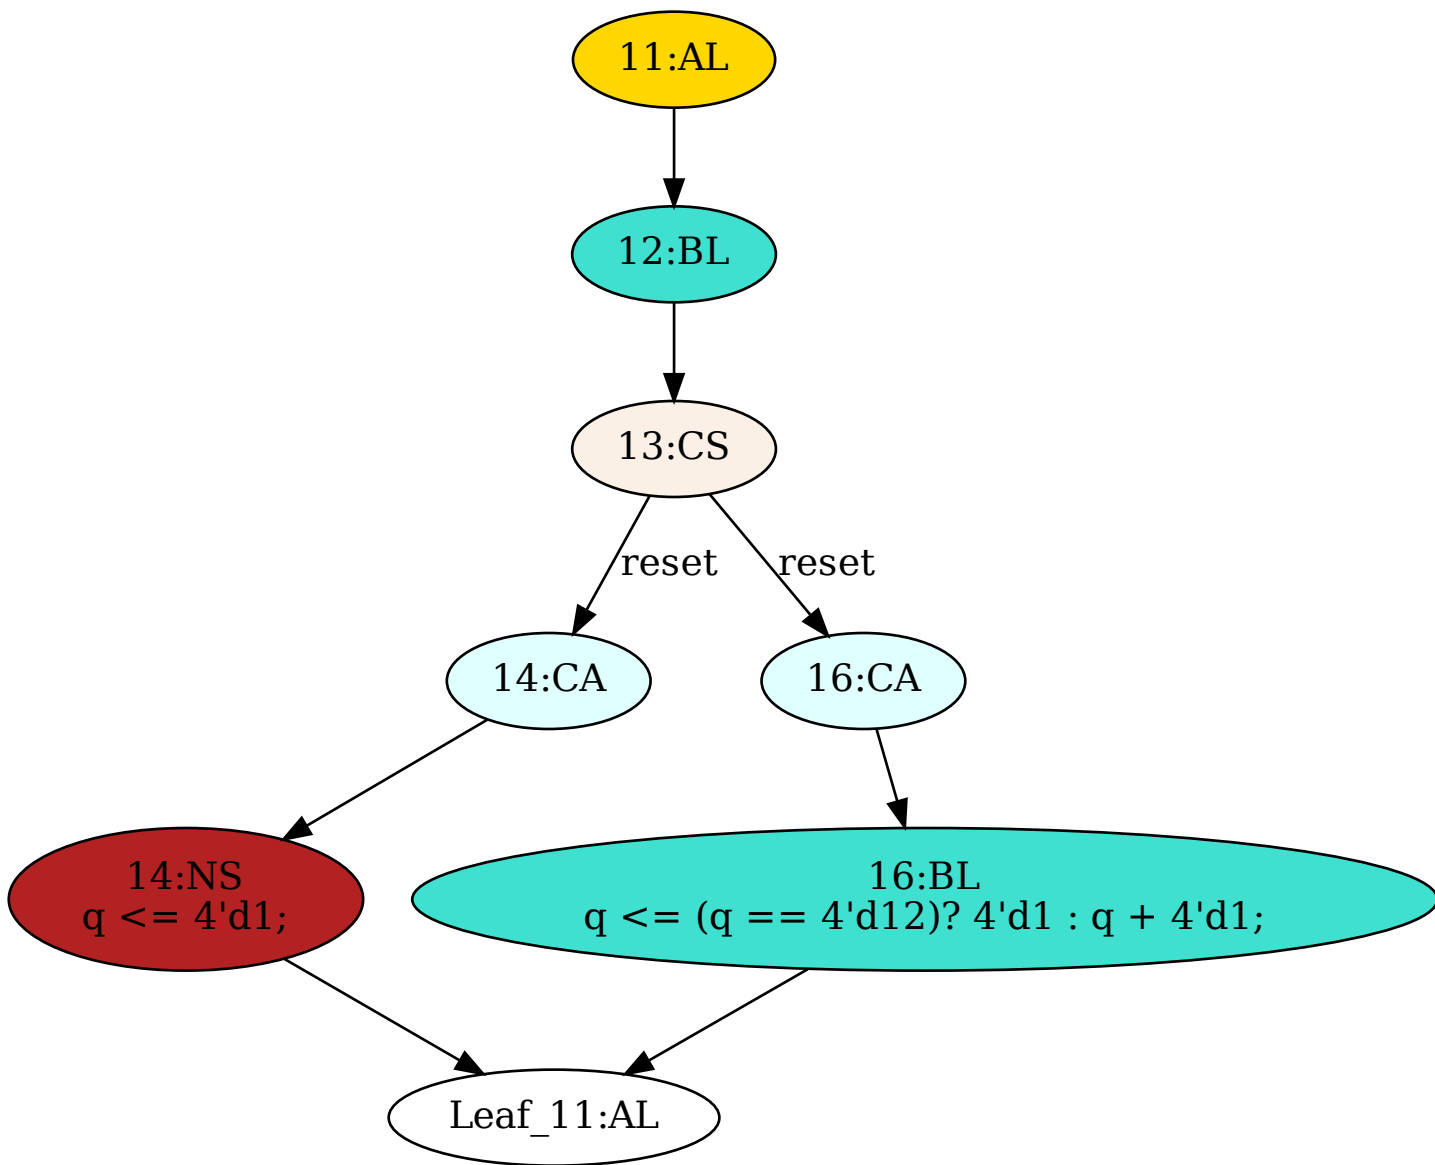 11:AL
12:BL
13:CS
reset
reset
14:CA
16:CA
14:NS
q <= 4'd1;
16:BL
q <= (q == 4'd12)? 4'd1 : q + 4'd1;
Leaf_11:AL